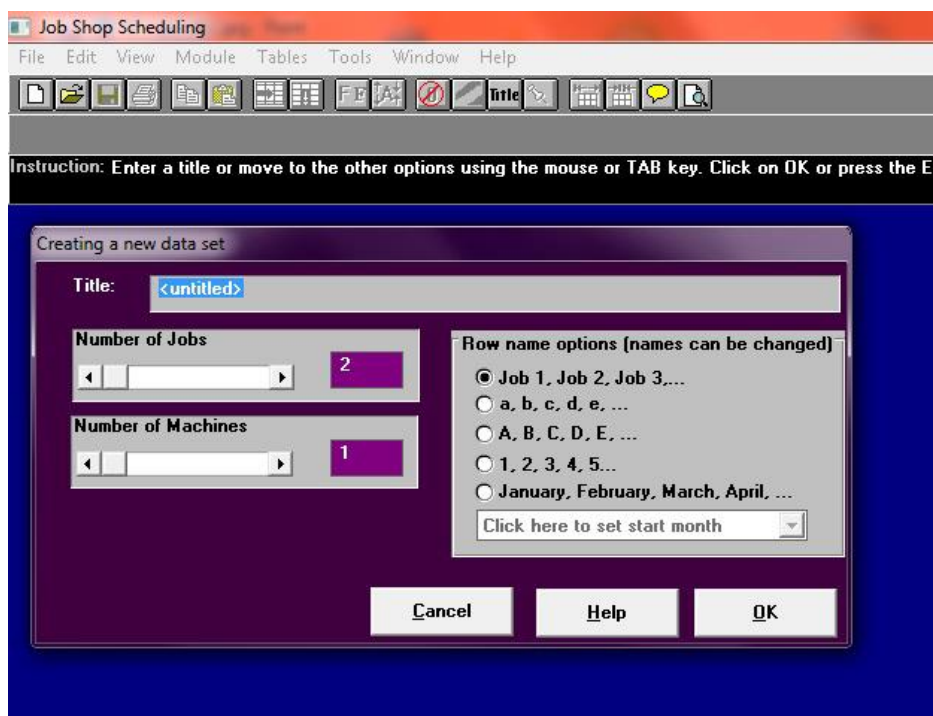 Job Shop Scheduling
File Edit View Module Tables Tools Window Help
Title
Instruction: Enter a title or move to the other options using the mouse or TAB key. Click on OK or press the E
Creating a new data set
Title: <untitled>
Number of Jobs
2
Number of Machines
1
Row name options (names can be changed)
Job 1, Job 2, Job 3,...
a, b, c, d, e, ...
A, B, C, D, E, ...
1, 2, 3, 4, 5...
January, February, March, April, ...
Click here to set start month
Cancel Help OK